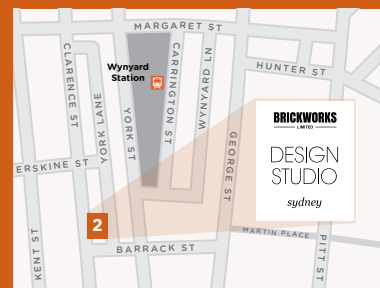 MARGARET ST
Wynyard
Station
CLARENCE ST
YORK LANE
YORK ST
CARRINGTON ST
WYNYARD LN
HUNTER ST
GEORGE ST
BRICKWORKS
LIMITED
DESIGN
STUDIO
sydney
ERSKINE ST
2
KENT ST
BARRACK ST
MARTIN PLACE
PITT ST